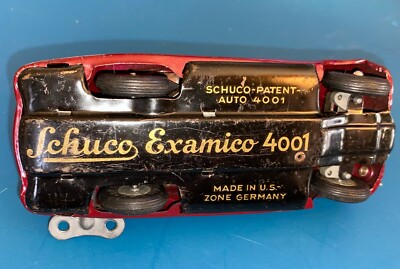 SCHUCO-PATENT-
AUTO 4001
Schuco Examico 4001
MADE IN U.S.-
ZONE GERMANY